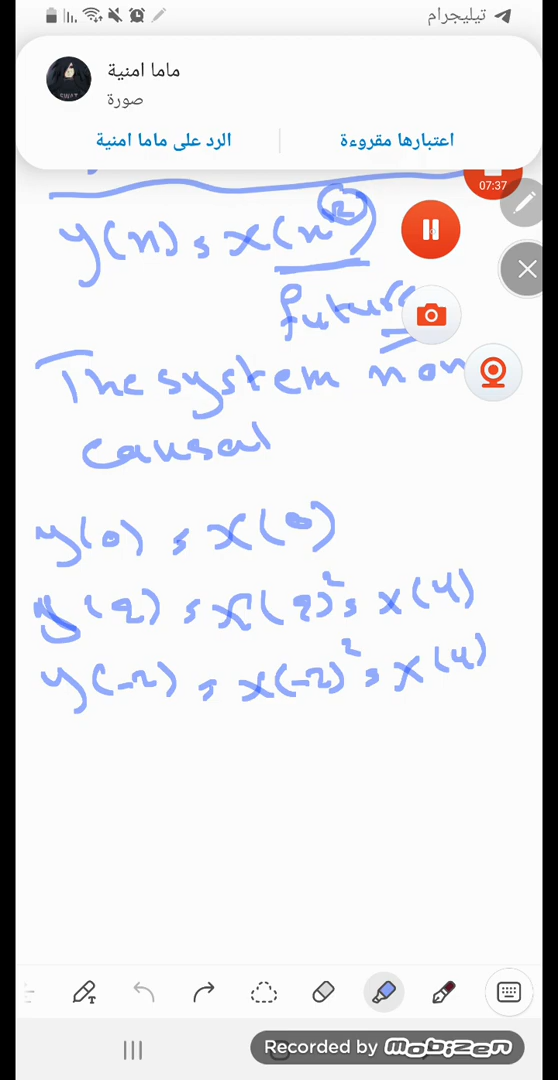 تيليجرام
ماما امنية
صورة
اعتبارها مقروءة
الرد على ماما امنية
07:37
y(n) = x(n²)
future
The system non
causal
y(0) = x(0)
y(2) = x(2)² = x(4)
y(-2) = x(-2)² = x(4)
Recorded by mobizen